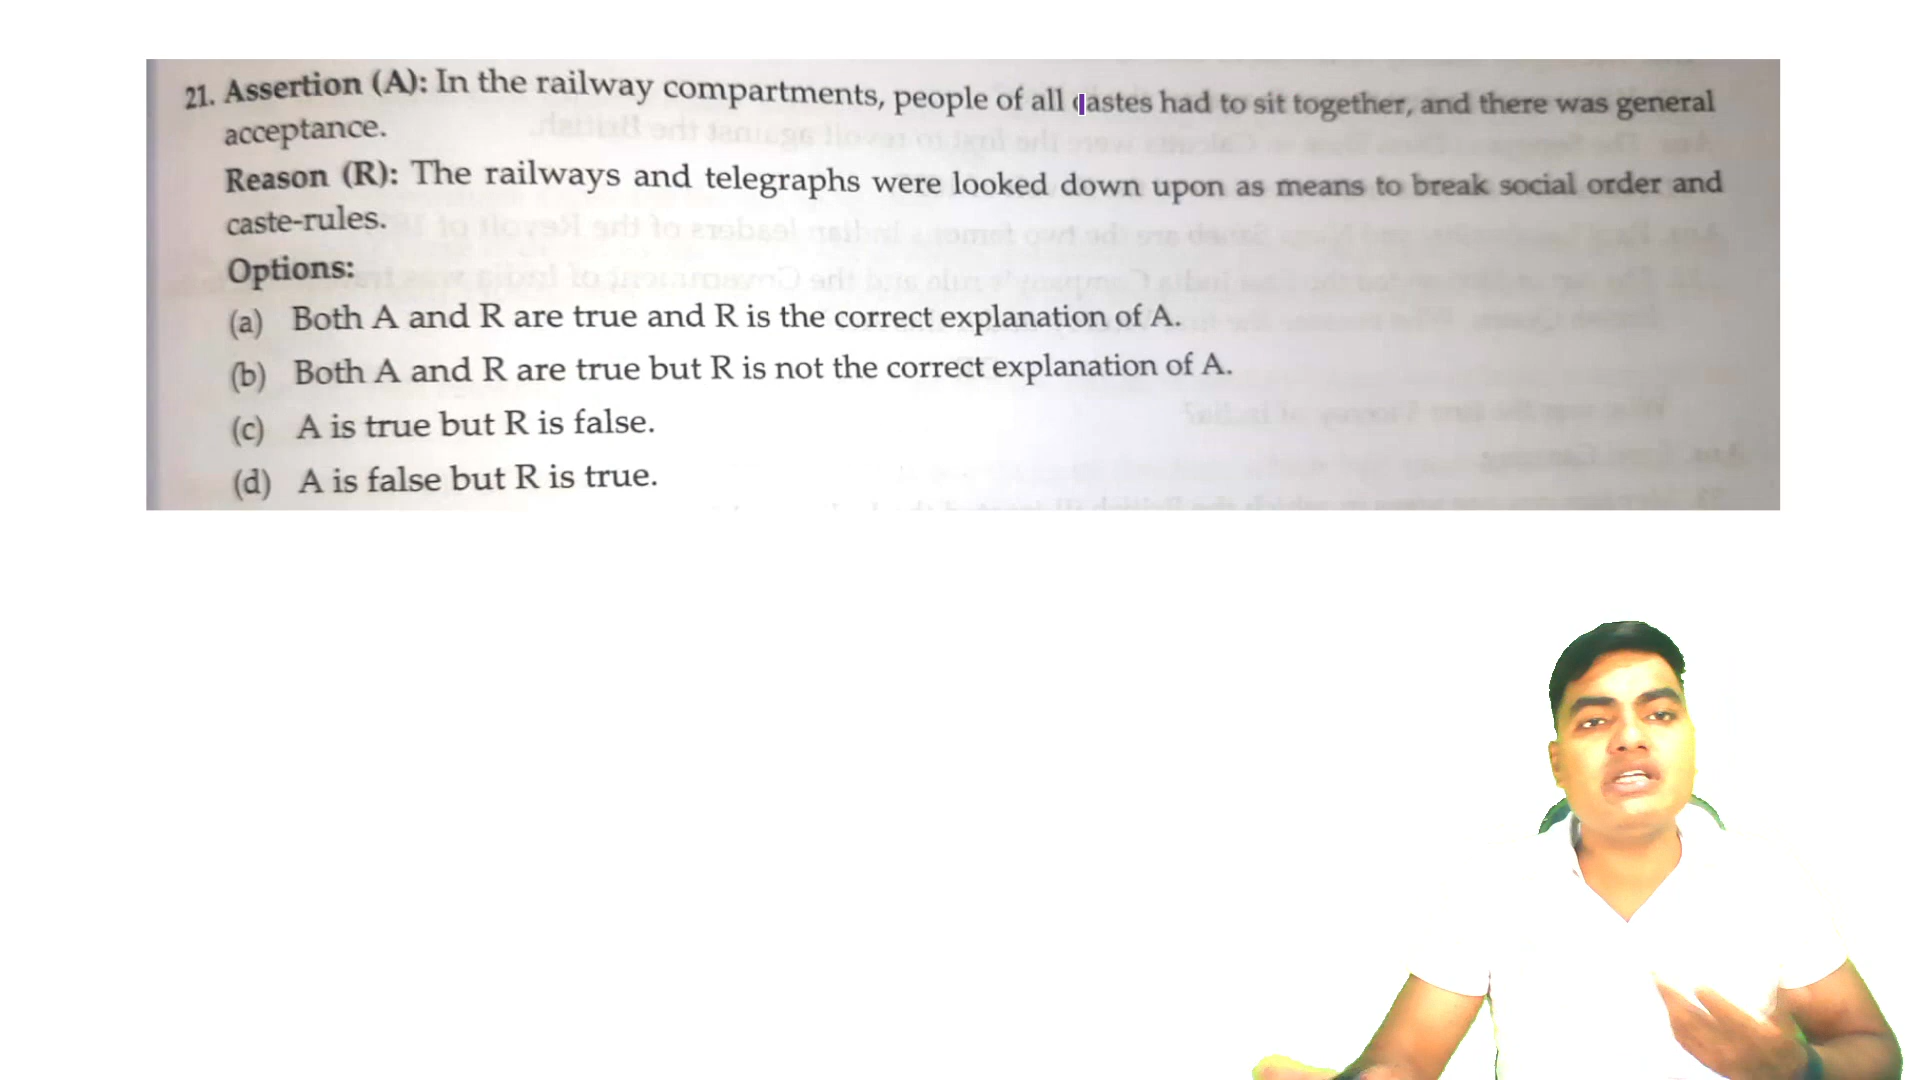 21. Assertion (A): In the railway compartments, people of all castes had to sit together, and there was general
acceptance.
Reason (R): The railways and telegraphs were looked down upon as means to break social order and
caste-rules.
Options:
(a) Both A and R are true and R is the correct explanation of A.
(b) Both A and R are true but R is not the correct explanation of A.
(c) A is true but R is false.
(d) A is false but R is true.